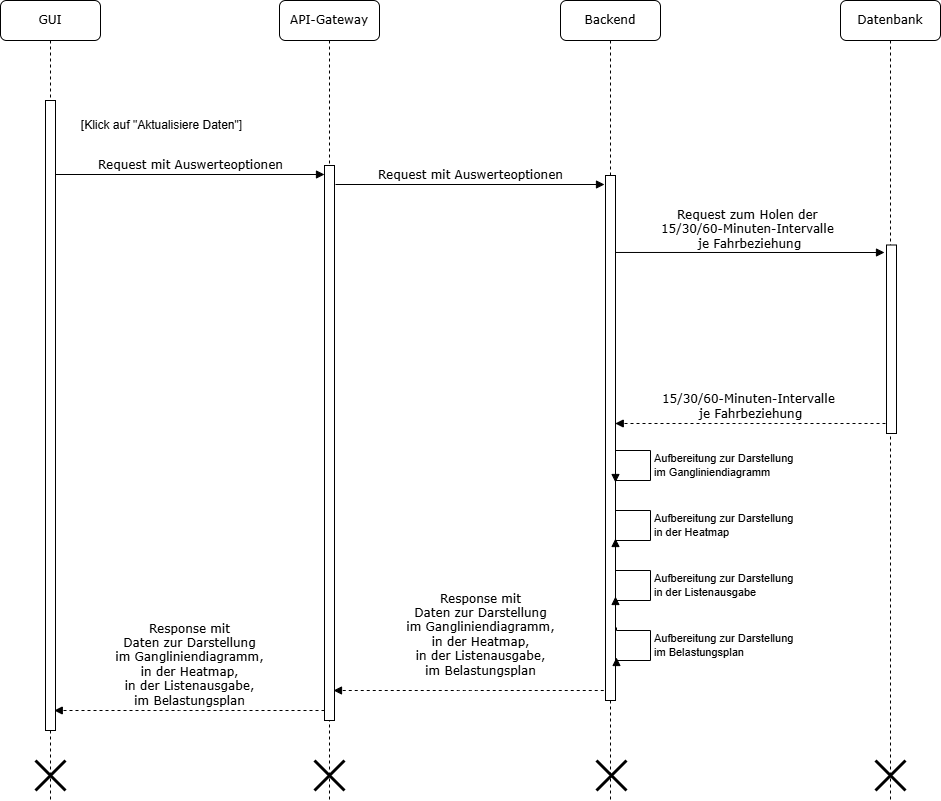 GUI
API-Gateway
Backend
Datenbank
[Klick auf "Aktualisiere Daten"]
Request mit Auswerteoptionen
Request mit Auswerteoptionen
Request zum Holen der
15/30/60-Minuten-Intervalle
je Fahrbeziehung
15/30/60-Minuten-Intervalle
je Fahrbeziehung
Aufbereitung zur Darstellung
im Gangliniendiagramm
Aufbereitung zur Darstellung
in der Heatmap
Aufbereitung zur Darstellung
in der Listenausgabe
Aufbereitung zur Darstellung
im Belastungsplan
Response mit
Daten zur Darstellung
im Gangliniendiagramm,
in der Heatmap,
in der Listenausgabe,
im Belastungsplan
Response mit
Daten zur Darstellung
im Gangliniendiagramm,
in der Heatmap,
in der Listenausgabe,
im Belastungsplan